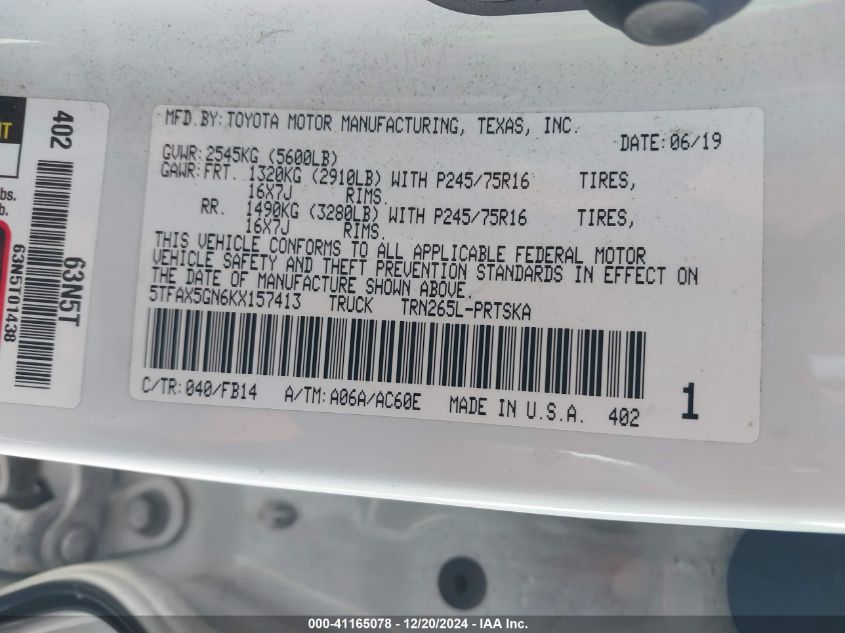 MFD.BY:TOYOTA MOTOR MANUFACTURING, TEXAS, INC. DATE:06/19
GVWR:2545KG (5600LB)
GAWR:FRT. 1320KG (2910LB) WITH P245/75R16 TIRES,
16X7J RIMS.
RR. 1490KG (3280LB) WITH P245/75R16 TIRES,
16X7J RIMS.
THIS VEHICLE CONFORMS TO ALL APPLICABLE FEDERAL MOTOR
VEHICLE SAFETY AND THEFT PREVENTION STANDARDS IN EFFECT ON
THE DATE OF MANUFACTURE SHOWN ABOVE.
5TFAX5GN6KX157413 TRUCK TRN265L-PRTSKA
C/TR:040/FB14 A/TM:A06A/AC60E MADE IN U.S.A. 402 1
402
63N5T
63N5T01438
lbs.
b.
000-41165078 - 12/20/2024 - IAA Inc.